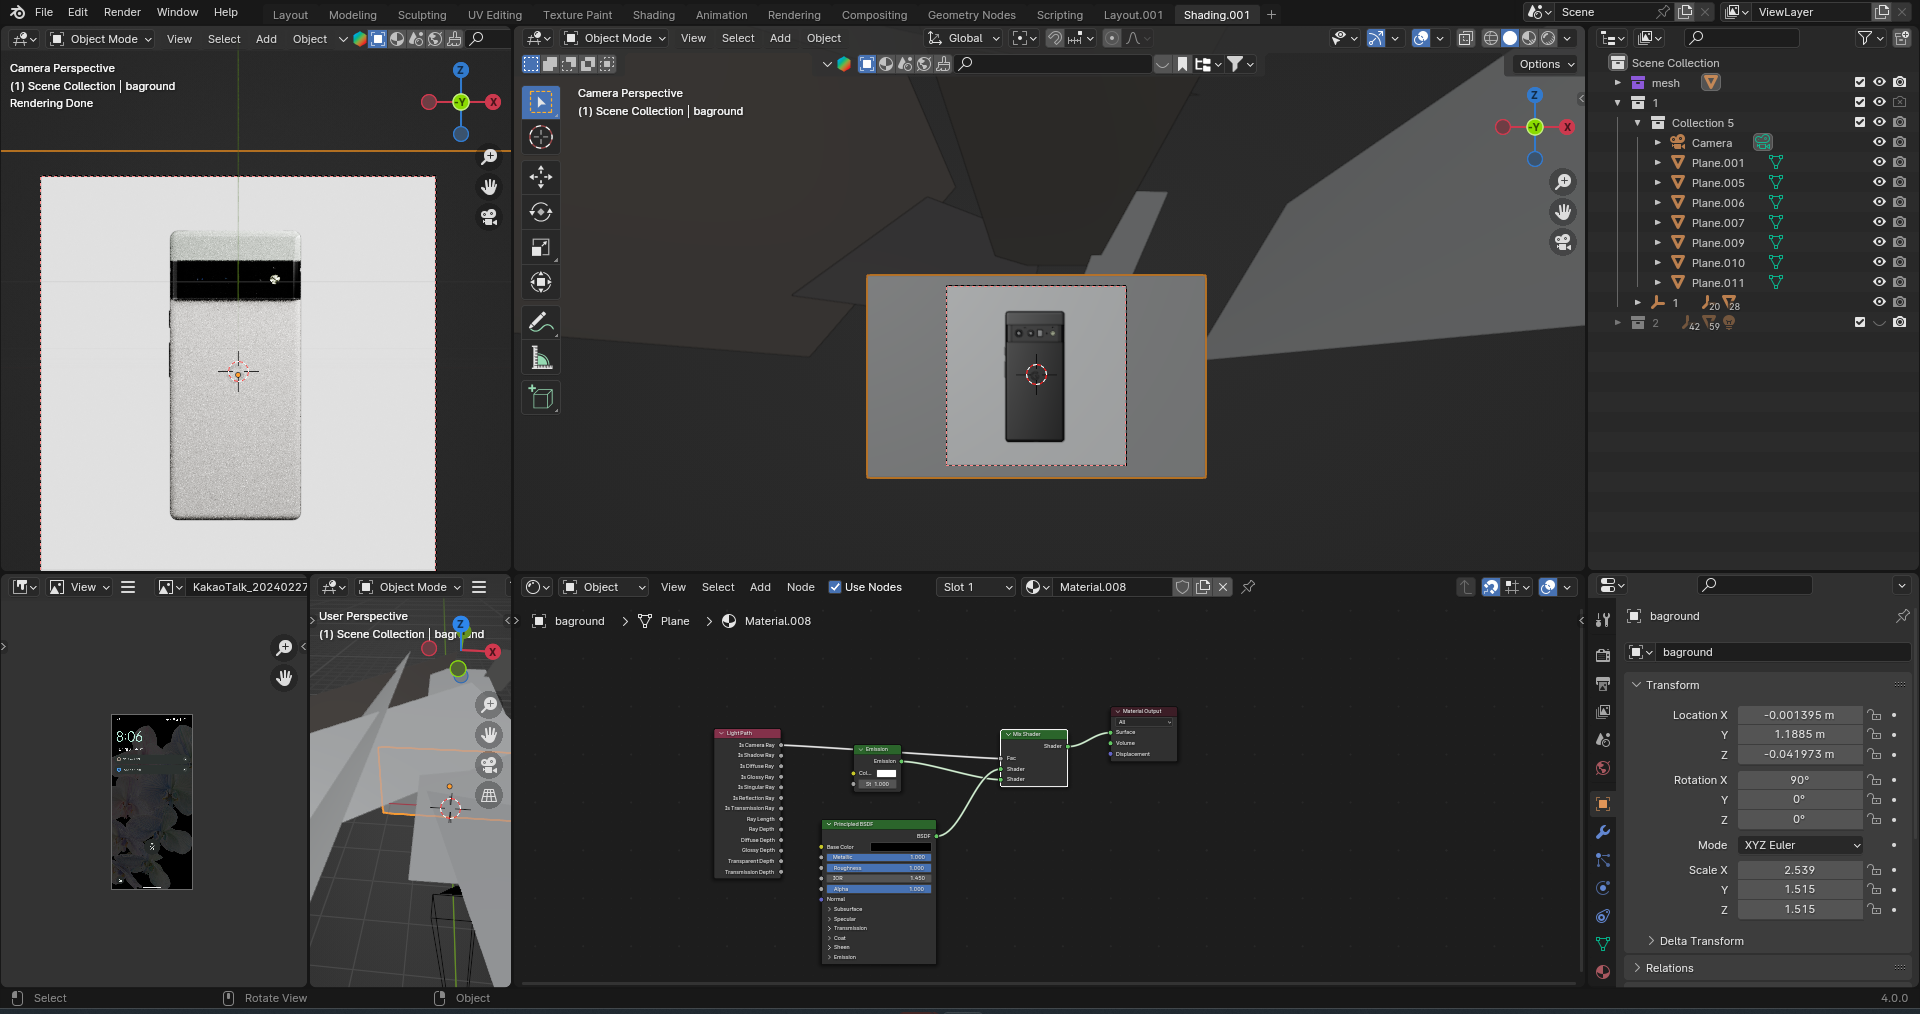 File Edit Render Window Help
Layout Modeling Sculpting UV Editing Texture Paint Shading Animation Rendering Compositing Geometry Nodes Scripting Layout.001 Shading.001 +
Scene
ViewLayer
Object Mode View Select Add Object
Camera Perspective
(1) Scene Collection | baground
Rendering Done
Z
-Y
X
Object Mode View Select Add Object
Global
Options
Camera Perspective
(1) Scene Collection | baground
Z
-Y
X
Scene Collection
mesh
1
Collection 5
Camera
Plane.001
Plane.005
Plane.006
Plane.007
Plane.009
Plane.010
Plane.011
1 20 28
2 42 59
View
KakaoTalk_20240227
8:06
Object Mode
User Perspective
(1) Scene Collection | baground
Z
X
Object View Select Add Node Use Nodes Slot 1 Material.008
baground > Plane > Material.008
Light Path
Is Camera Ray
Is Shadow Ray
Is Diffuse Ray
Is Glossy Ray
Is Singular Ray
Is Reflection Ray
Is Transmission Ray
Ray Length
Ray Depth
Diffuse Depth
Glossy Depth
Transparent Depth
Transmission Depth
Emission
Emission
Col...
St 1.000
Principled BSDF
BSDF
Base Color
Metallic 1.000
Roughness 1.000
IOR 1.450
Alpha 1.000
Normal
Subsurface
Specular
Transmission
Coat
Sheen
Emission
Mix Shader
Shader
Fac
Shader
Shader
Material Output
All
Surface
Volume
Displacement
baground
baground
Transform
Location X -0.001395 m
Y 1.1885 m
Z -0.041973 m
Rotation X 90°
Y 0°
Z 0°
Mode XYZ Euler
Scale X 2.539
Y 1.515
Z 1.515
Delta Transform
Relations
Select
Rotate View
Object
4.0.0